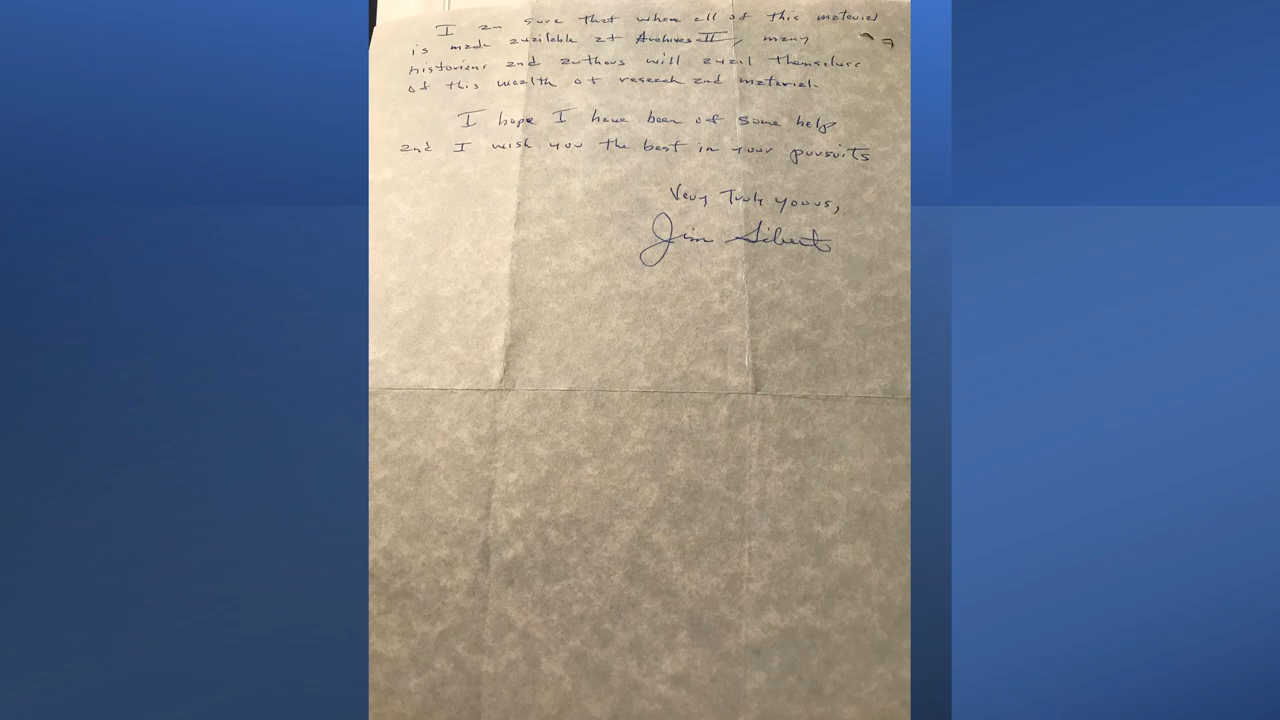 I am sure that when all of this material
is made available at Archives II, many
historians and authors will avail themselves
of this wealth of research and material.
I hope I have been of some help
and I wish you the best in your pursuits
Very Truly yours,
Jim Sibert